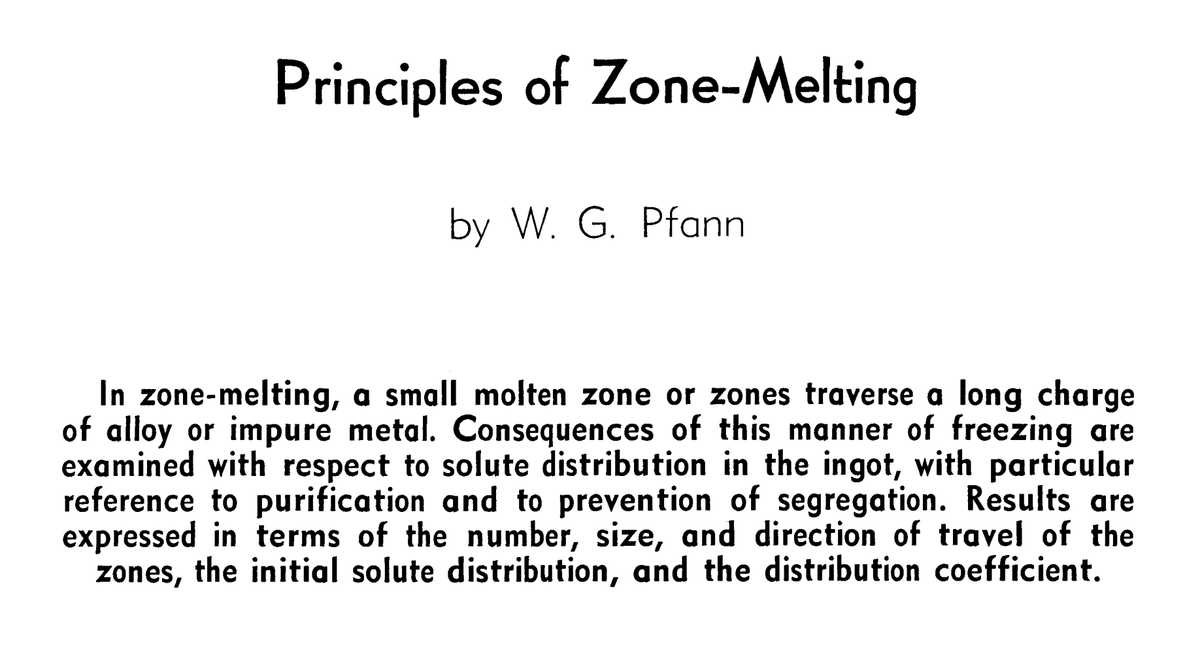 Principles of Zone-Melting
by W. G. Pfann
In zone-melting, a small molten zone or zones traverse a long charge
of alloy or impure metal. Consequences of this manner of freezing are
examined with respect to solute distribution in the ingot, with particular
reference to purification and to prevention of segregation. Results are
expressed in terms of the number, size, and direction of travel of the
zones, the initial solute distribution, and the distribution coefficient.